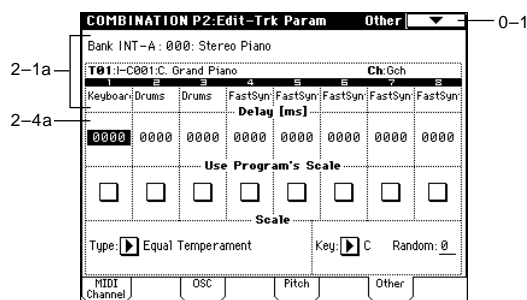 COMBINATION P2:Edit-Trk Param Other
0–1
Bank INT-A: 000: Stereo Piano
2–1a
T01:I-C001:C. Grand Piano Ch:Gch
1 2 3 4 5 6 7 8
Keyboar Drums Drums FastSyn FastSyn FastSyn FastSyn FastSyn
Delay [ms]
2–4a
0000 0000 0000 0000 0000 0000 0000 0000
Use Program's Scale
Scale
Type: Equal Temperament Key: C Random: 0
MIDI Channel OSC Pitch Other